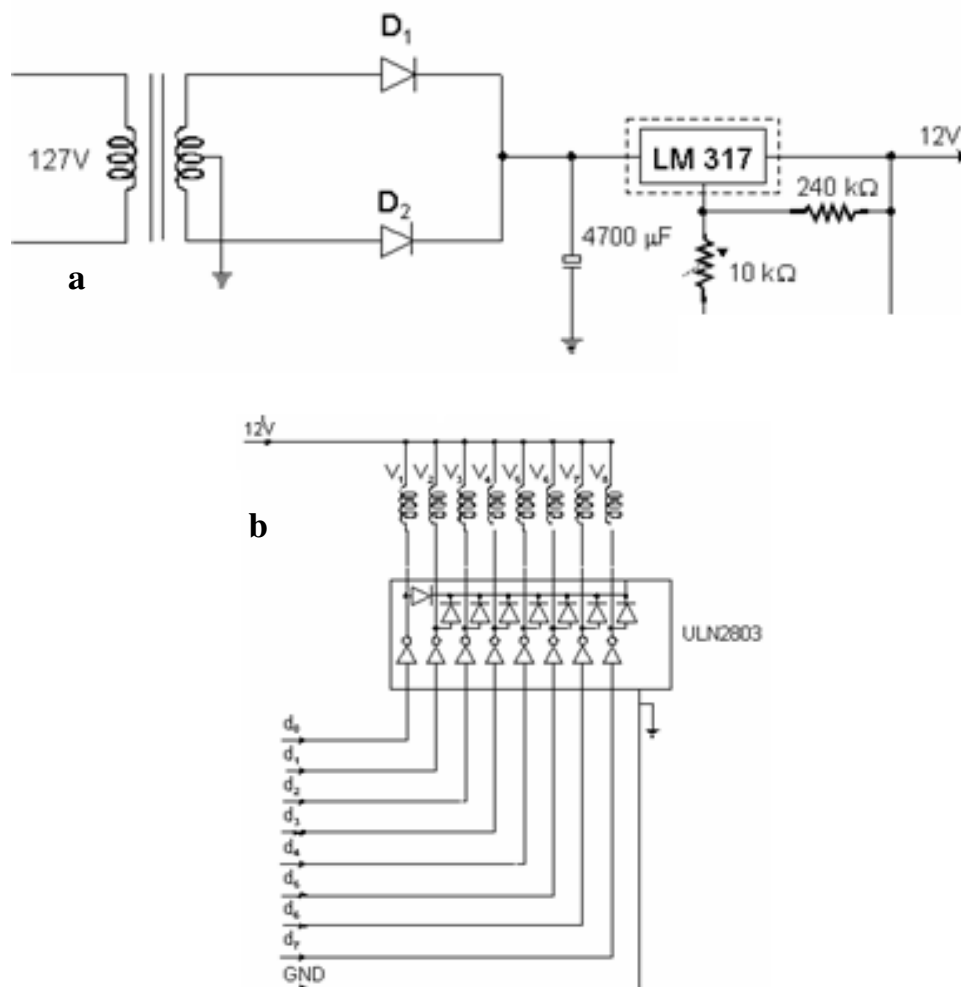 D₁
127V
LM 317
12V
240 kΩ
D₂
4700 µF
10 kΩ
a
12V
V₁ V₂ V₃ V₄ V₅ V₆ V₇ V₈
b
ULN2803
d₀
d₁
d₂
d₃
d₄
d₅
d₆
d₇
GND